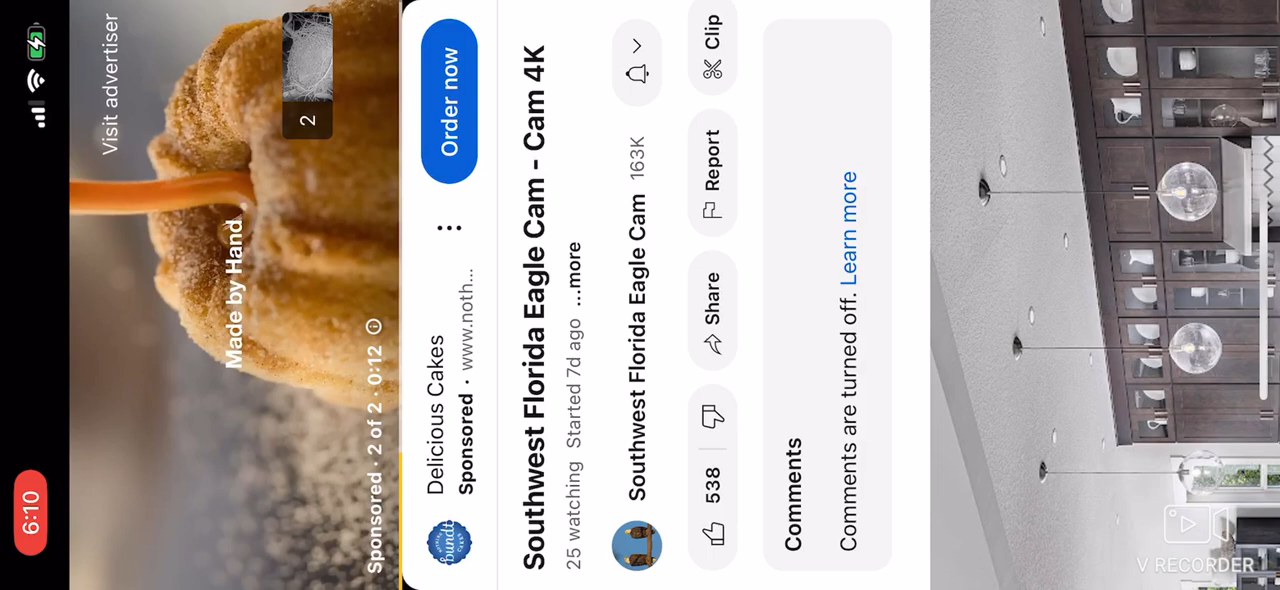 6:10
Visit advertiser
Made by Hand
2
Sponsored · 2 of 2 · 0:12
bundt
CAKES
Delicious Cakes
Sponsored · www.noth...
Order now
Southwest Florida Eagle Cam - Cam 4K
25 watching Started 7d ago ...more
Southwest Florida Eagle Cam 163K
538
Share
Report
Clip
Comments
Comments are turned off. Learn more
V RECORDER